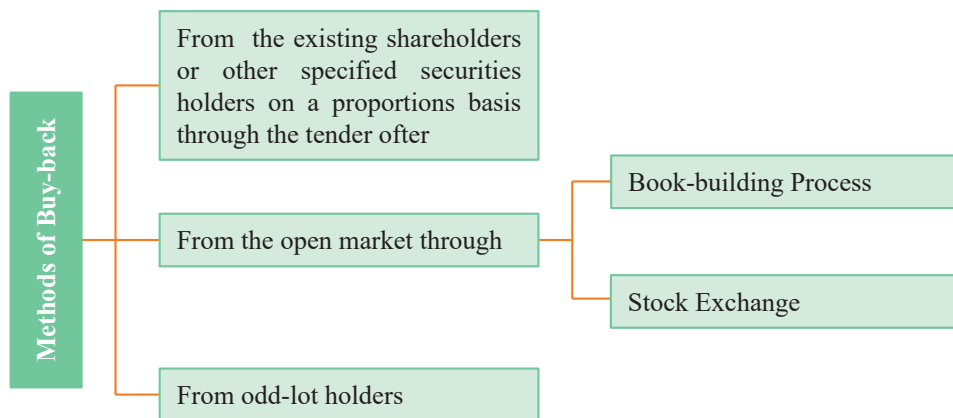 Methods of Buy-back
From the existing shareholders
or other specified securities
holders on a proportions basis
through the tender ofter
From the open market through
Book-building Process
Stock Exchange
From odd-lot holders